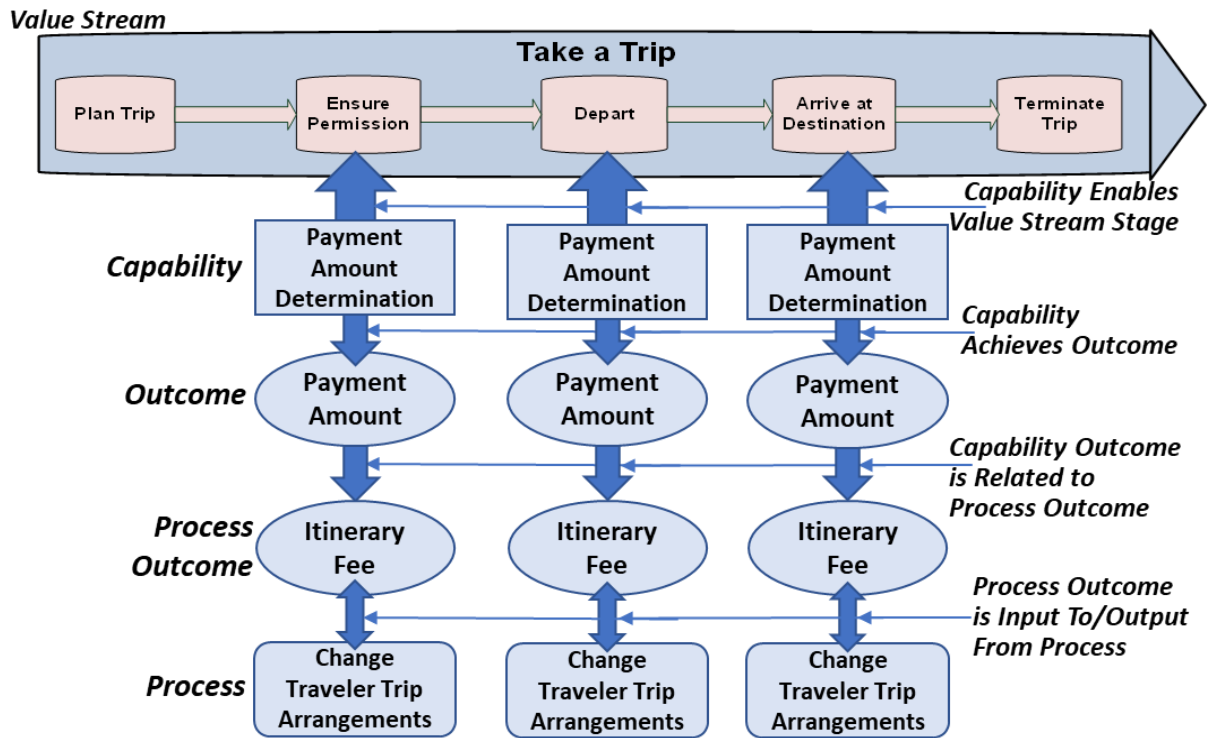 Value Stream
Take a Trip
Plan Trip
Ensure
Permission
Depart
Arrive at
Destination
Terminate
Trip
Capability Enables
Value Stream Stage
Capability
Payment
Amount
Determination
Payment
Amount
Determination
Payment
Amount
Determination
Capability
Achieves Outcome
Outcome
Payment
Amount
Payment
Amount
Payment
Amount
Capability Outcome
is Related to
Process Outcome
Process
Outcome
Itinerary
Fee
Itinerary
Fee
Itinerary
Fee
Process Outcome
is Input To/Output
From Process
Process
Change
Traveler Trip
Arrangements
Change
Traveler Trip
Arrangements
Change
Traveler Trip
Arrangements